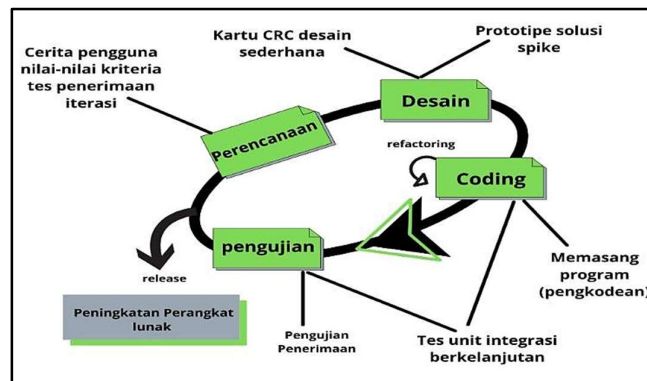 Cerita pengguna
nilai-nilai kriteria
tes penerimaan
iterasi
Kartu CRC desain
sederhana
Prototipe solusi
spike
Perencanaan
Desain
refactoring
Coding
pengujian
release
Peningkatan Perangkat
lunak
Pengujian
Penerimaan
Tes unit integrasi
berkelanjutan
Memasang
program
(pengkodean)